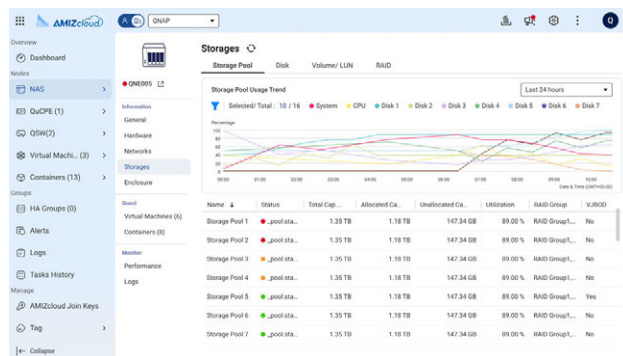 AMIZcloud
QNAP
Q
Overview
Dashboard
Nodes
NAS
QuCPE (1)
QSW(2)
Virtual Machi... (3)
Containers (13)
Groups
HA Groups (0)
Alerts
Logs
Tasks History
Manage
AMIZcloud Join Keys
Tag
Collapse
QNE005
Information
General
Hardware
Networks
Storages
Enclosure
Guest
Virtual Machines (6)
Containers (8)
Monitor
Performance
Logs
Storages
Storage Pool Disk Volume/ LUN RAID
Storage Pool Usage Trend
Last 24 hours
Selected/ Total : 10 / 16 System CPU Disk 1 Disk 2 Disk 3 Disk 4 Disk 5 Disk 6 Disk 7
Percentage
100
80
60
40
20
0
00:00 01:00 02:00 03:00 04:00 05:00 06:00 07:00 08:00 09:00 10:00
Date & Time (GMT+00:00)
Name Status Total Cap... Allocated Ca... Unallocated Ca... Utilization RAID Group VJBOD
Storage Pool 1 _pool.sta... 1.35 TB 1.18 TB 147.34 GB 89.00 % RAID Group1,... No
Storage Pool 2 _pool.sta... 1.35 TB 1.18 TB 147.34 GB 89.00 % RAID Group1,... No
Storage Pool 3 _pool.sta... 1.35 TB 1.18 TB 147.34 GB 89.00 % RAID Group1,... No
Storage Pool 4 _pool.sta... 1.35 TB 1.18 TB 147.34 GB 89.00 % RAID Group1,... No
Storage Pool 5 _pool.sta... 1.35 TB 1.18 TB 147.34 GB 89.00 % RAID Group1,... Yes
Storage Pool 6 _pool.sta... 1.35 TB 1.18 TB 147.34 GB 89.00 % RAID Group1,... No
Storage Pool 7 _pool.sta... 1.35 TB 1.18 TB 147.34 GB 89.00 % RAID Group1,... No